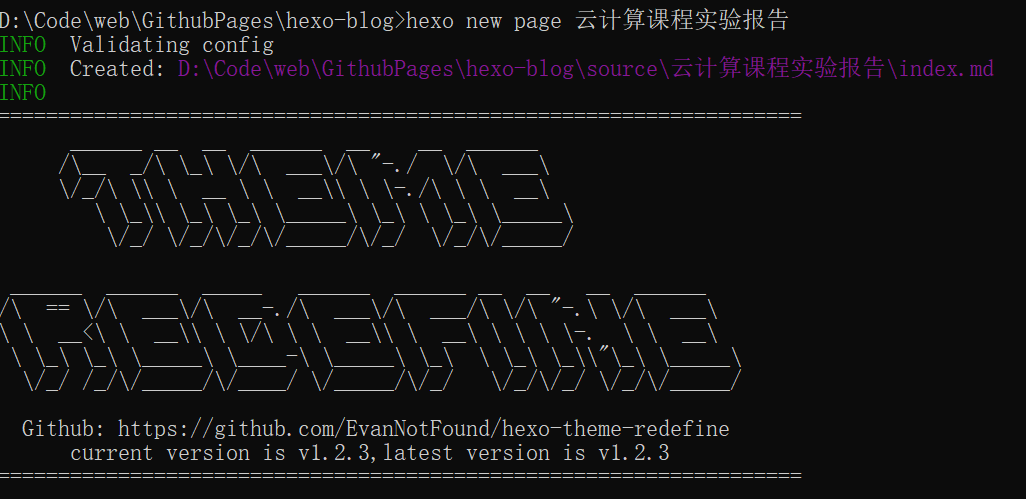 D:\Code\web\GithubPages\hexo-blog>hexo new page 云计算课程实验报告
INFO  Validating config
INFO  Created: D:\Code\web\GithubPages\hexo-blog\source\云计算课程实验报告\index.md
INFO
===================================================================
THEME
REDEFINE
Github: https://github.com/EvanNotFound/hexo-theme-redefine
current version is v1.2.3,latest version is v1.2.3
===================================================================